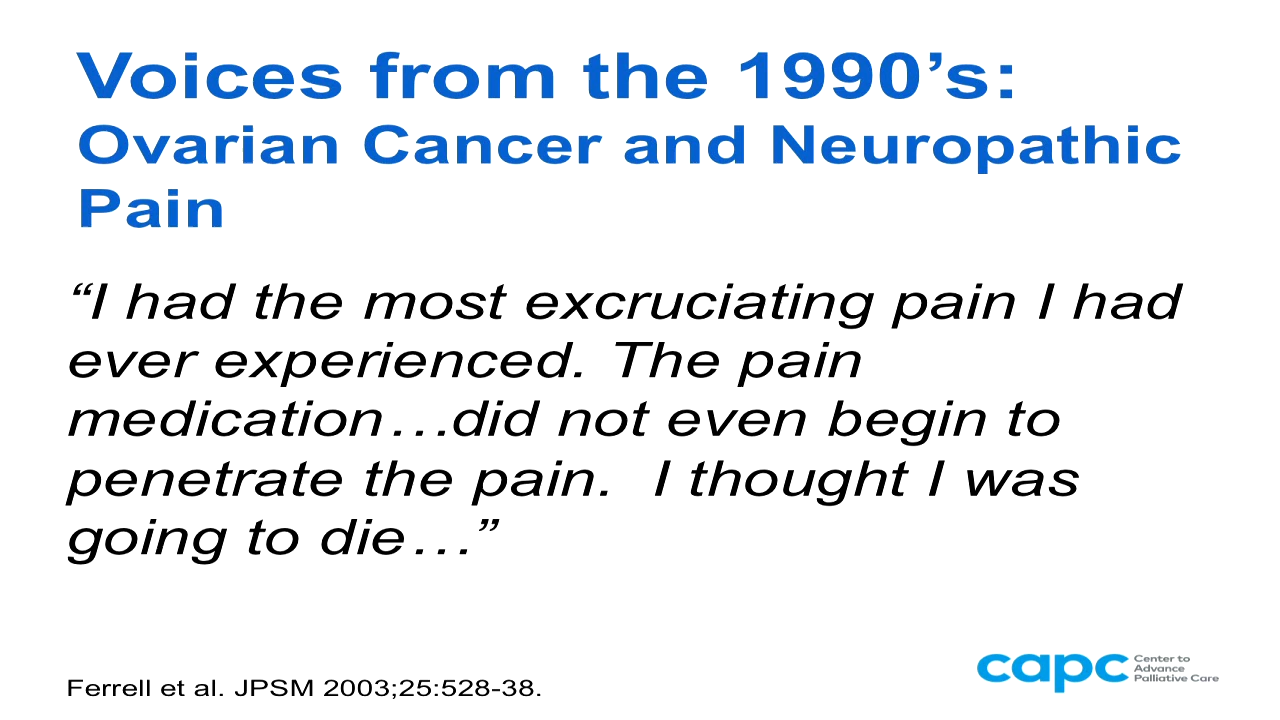 Voices from the 1990’s:
Ovarian Cancer and Neuropathic
Pain
“I had the most excruciating pain I had
ever experienced. The pain
medication…did not even begin to
penetrate the pain.  I thought I was
going to die…”
Ferrell et al. JPSM 2003;25:528-38.
capc
Center to
Advance
Palliative Care